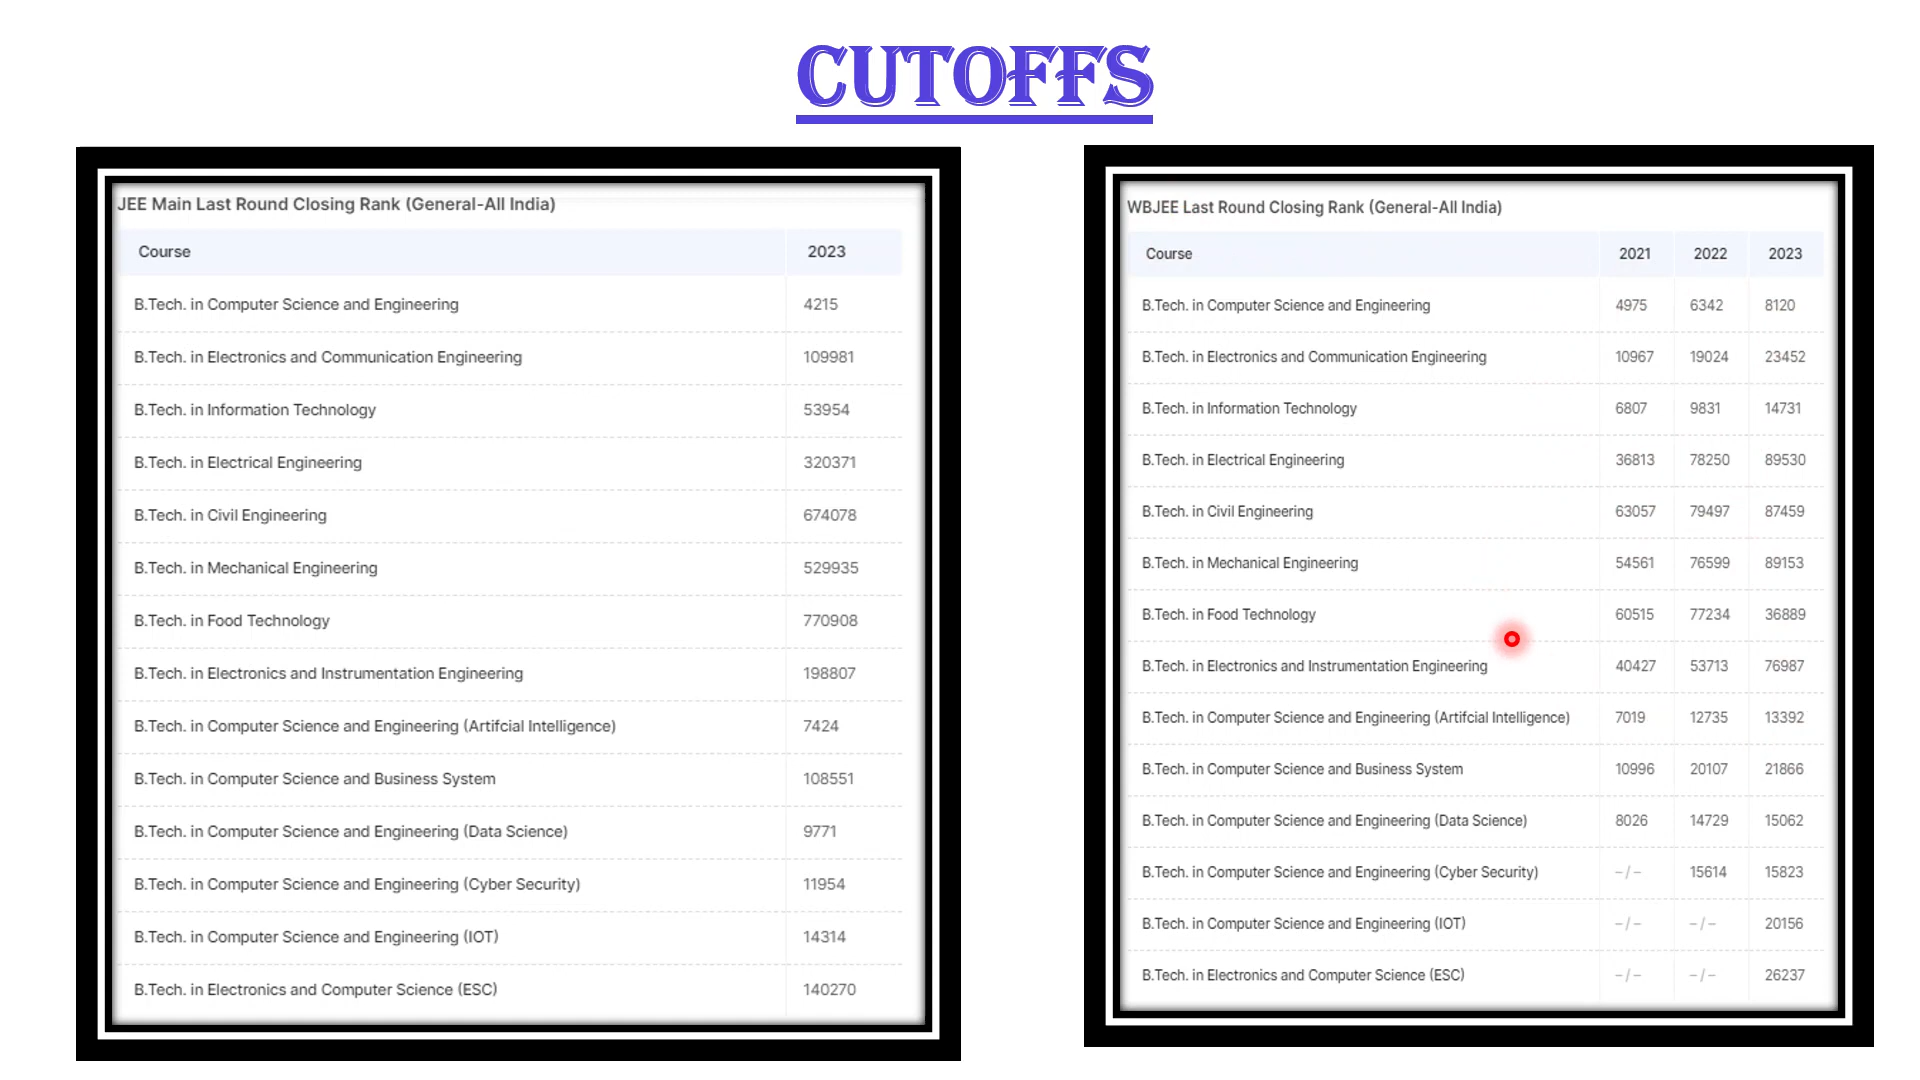 CUTOFFS
JEE Main Last Round Closing Rank (General-All India)
Course 2023
B.Tech. in Computer Science and Engineering 4215
B.Tech. in Electronics and Communication Engineering 109981
B.Tech. in Information Technology 53954
B.Tech. in Electrical Engineering 320371
B.Tech. in Civil Engineering 674078
B.Tech. in Mechanical Engineering 529935
B.Tech. in Food Technology 770908
B.Tech. in Electronics and Instrumentation Engineering 198807
B.Tech. in Computer Science and Engineering (Artifcial Intelligence) 7424
B.Tech. in Computer Science and Business System 108551
B.Tech. in Computer Science and Engineering (Data Science) 9771
B.Tech. in Computer Science and Engineering (Cyber Security) 11954
B.Tech. in Computer Science and Engineering (IOT) 14314
B.Tech. in Electronics and Computer Science (ESC) 140270
WBJEE Last Round Closing Rank (General-All India)
Course 2021 2022 2023
B.Tech. in Computer Science and Engineering 4975 6342 8120
B.Tech. in Electronics and Communication Engineering 10967 19024 23452
B.Tech. in Information Technology 6807 9831 14731
B.Tech. in Electrical Engineering 36813 78250 89530
B.Tech. in Civil Engineering 63057 79497 87459
B.Tech. in Mechanical Engineering 54561 76599 89153
B.Tech. in Food Technology 60515 77234 36889
B.Tech. in Electronics and Instrumentation Engineering 40427 53713 76987
B.Tech. in Computer Science and Engineering (Artifcial Intelligence) 7019 12735 13392
B.Tech. in Computer Science and Business System 10996 20107 21866
B.Tech. in Computer Science and Engineering (Data Science) 8026 14729 15062
B.Tech. in Computer Science and Engineering (Cyber Security) –/– 15614 15823
B.Tech. in Computer Science and Engineering (IOT) –/– –/– 20156
B.Tech. in Electronics and Computer Science (ESC) –/– –/– 26237